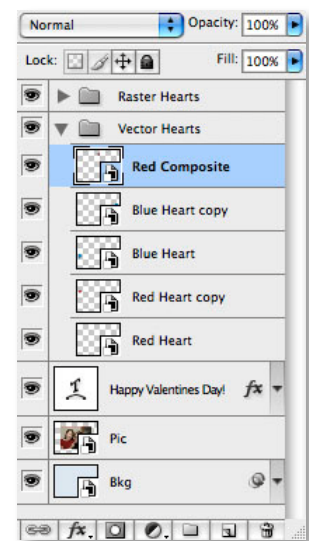 Normal Opacity: 100%
Lock: Fill: 100%
Raster Hearts
Vector Hearts
Red Composite
Blue Heart copy
Blue Heart
Red Heart copy
Red Heart
T Happy Valentines Day! fx
Pic
Bkg
fx.